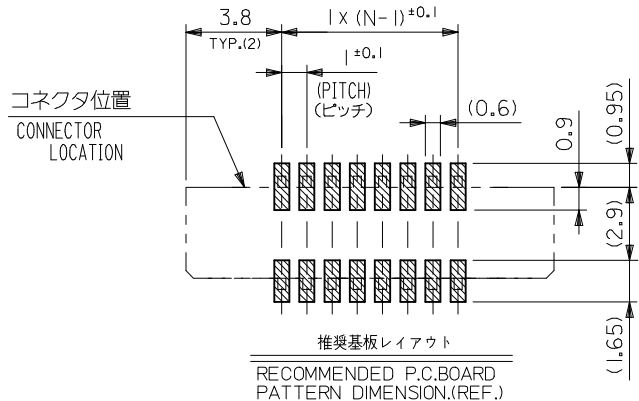 3.8
TYP.(2)
1 x (N-1)±0.1
1±0.1
(PITCH)
(ピッチ)
(0.6)
0.9
(0.95)
(2.9)
(1.65)
コネクタ位置
CONNECTOR
LOCATION
推奨基板レイアウト
RECOMMENDED P.C.BOARD
PATTERN DIMENSION.(REF.)